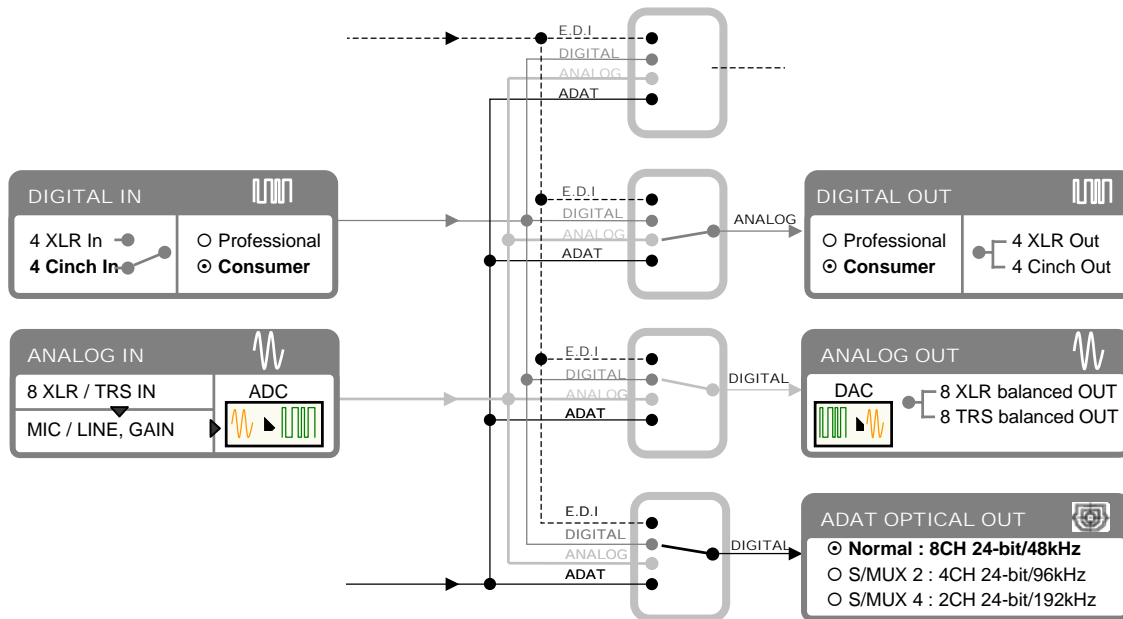 E.D.I
DIGITAL
ANALOG
ADAT
DIGITAL IN
4 XLR In
4 Cinch In
Professional
Consumer
E.D.I
DIGITAL
ANALOG
ADAT
ANALOG
DIGITAL OUT
Professional
Consumer
4 XLR Out
4 Cinch Out
ANALOG IN
8 XLR / TRS IN
MIC / LINE, GAIN
ADC
E.D.I
DIGITAL
ANALOG
ADAT
DIGITAL
ANALOG OUT
DAC
8 XLR balanced OUT
8 TRS balanced OUT
E.D.I
DIGITAL
ANALOG
ADAT
DIGITAL
ADAT OPTICAL OUT
Normal : 8CH 24-bit/48kHz
S/MUX 2 : 4CH 24-bit/96kHz
S/MUX 4 : 2CH 24-bit/192kHz